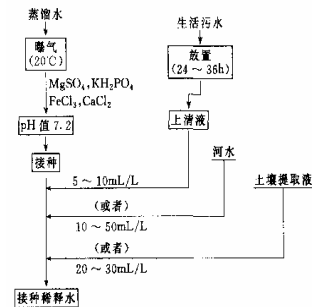 蒸馏水
曝气
(20℃)
MgSO₄,KH₂PO₄
FeCl₃,CaCl₂
pH 值 7.2
接种
生活污水
放置
(24～36h)
上清液
河水
土壤提取液
5～10mL/L
(或者)
10～50mL/L
(或者)
20～30mL/L
接种稀释水